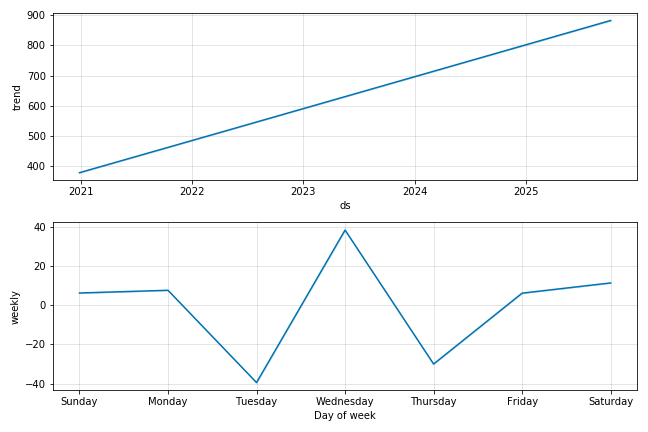 900
800
700
600
500
400
trend
2021 2022 2023 2024 2025
ds
40
20
0
−20
−40
weekly
Sunday Monday Tuesday Wednesday Thursday Friday Saturday
Day of week